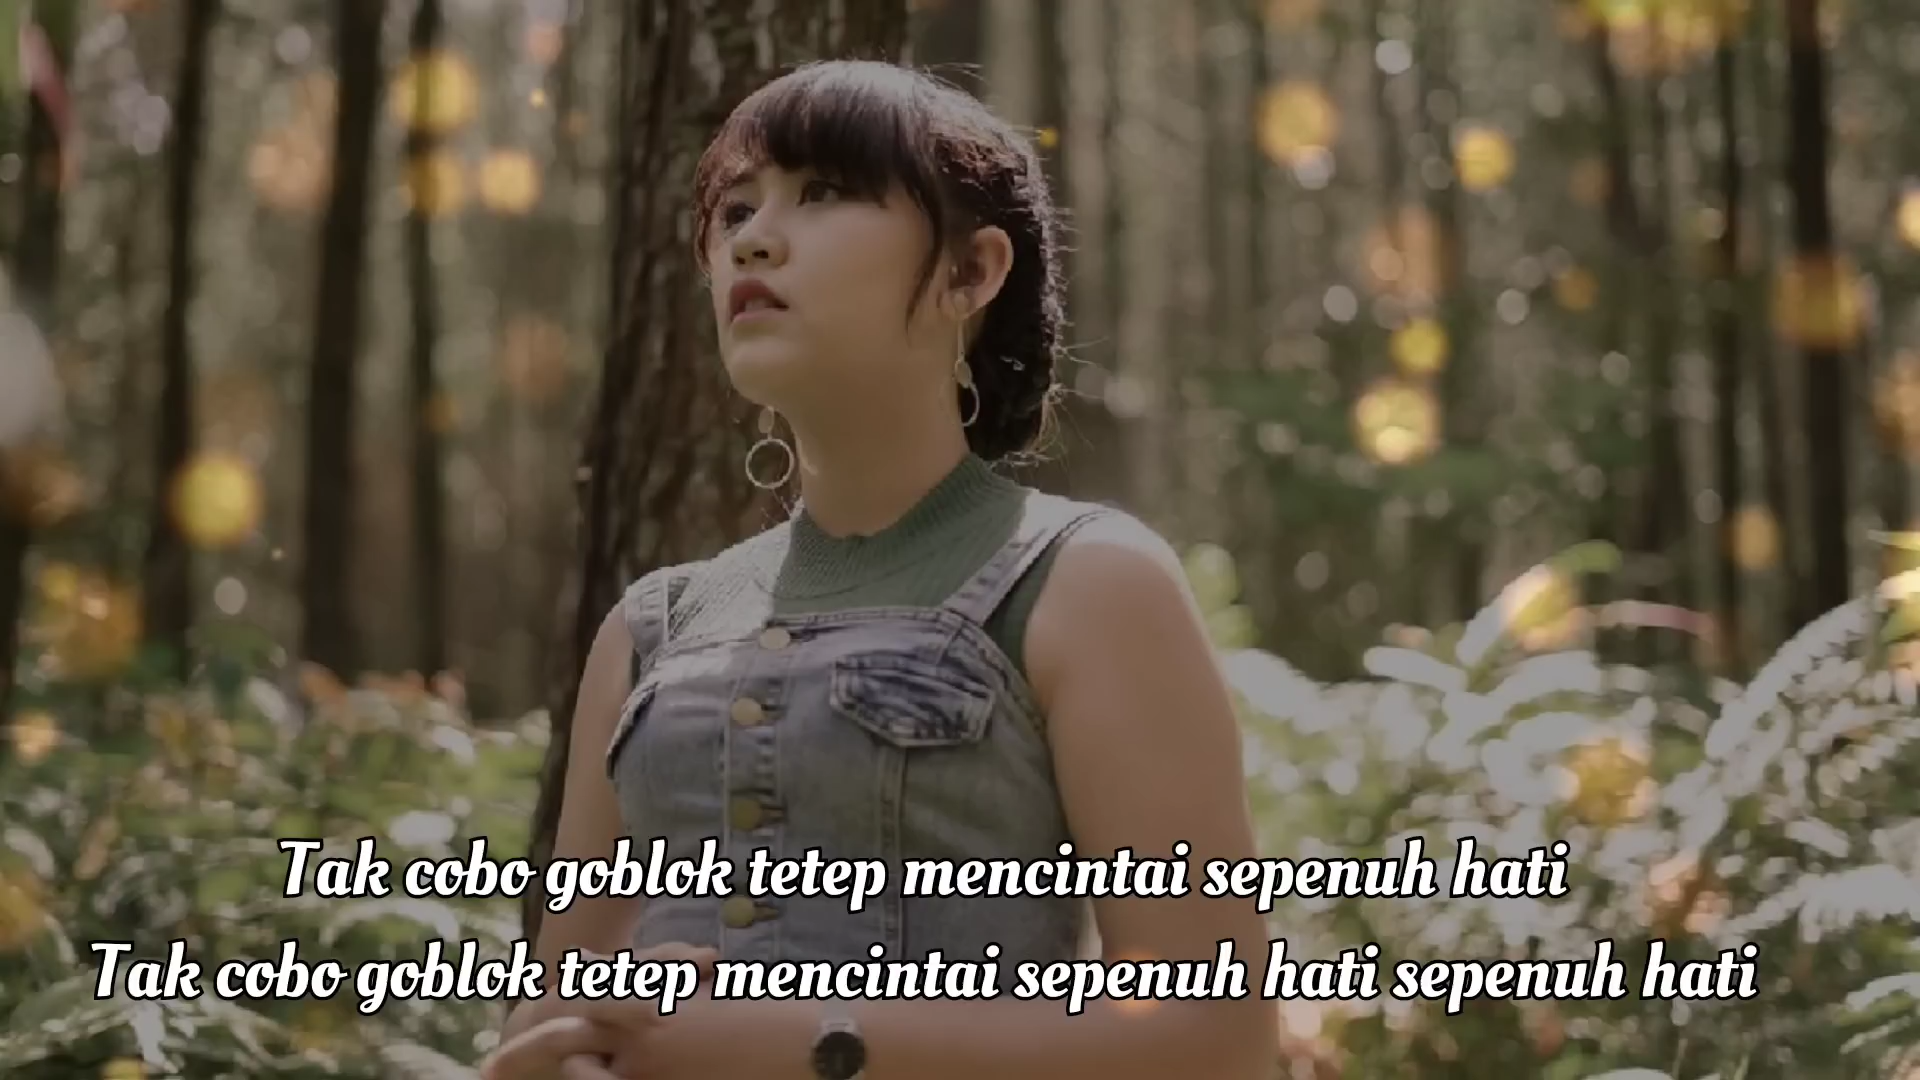 Tak cobo goblok tetep mencintai sepenuh hati
Tak cobo goblok tetep mencintai sepenuh hati sepenuh hati